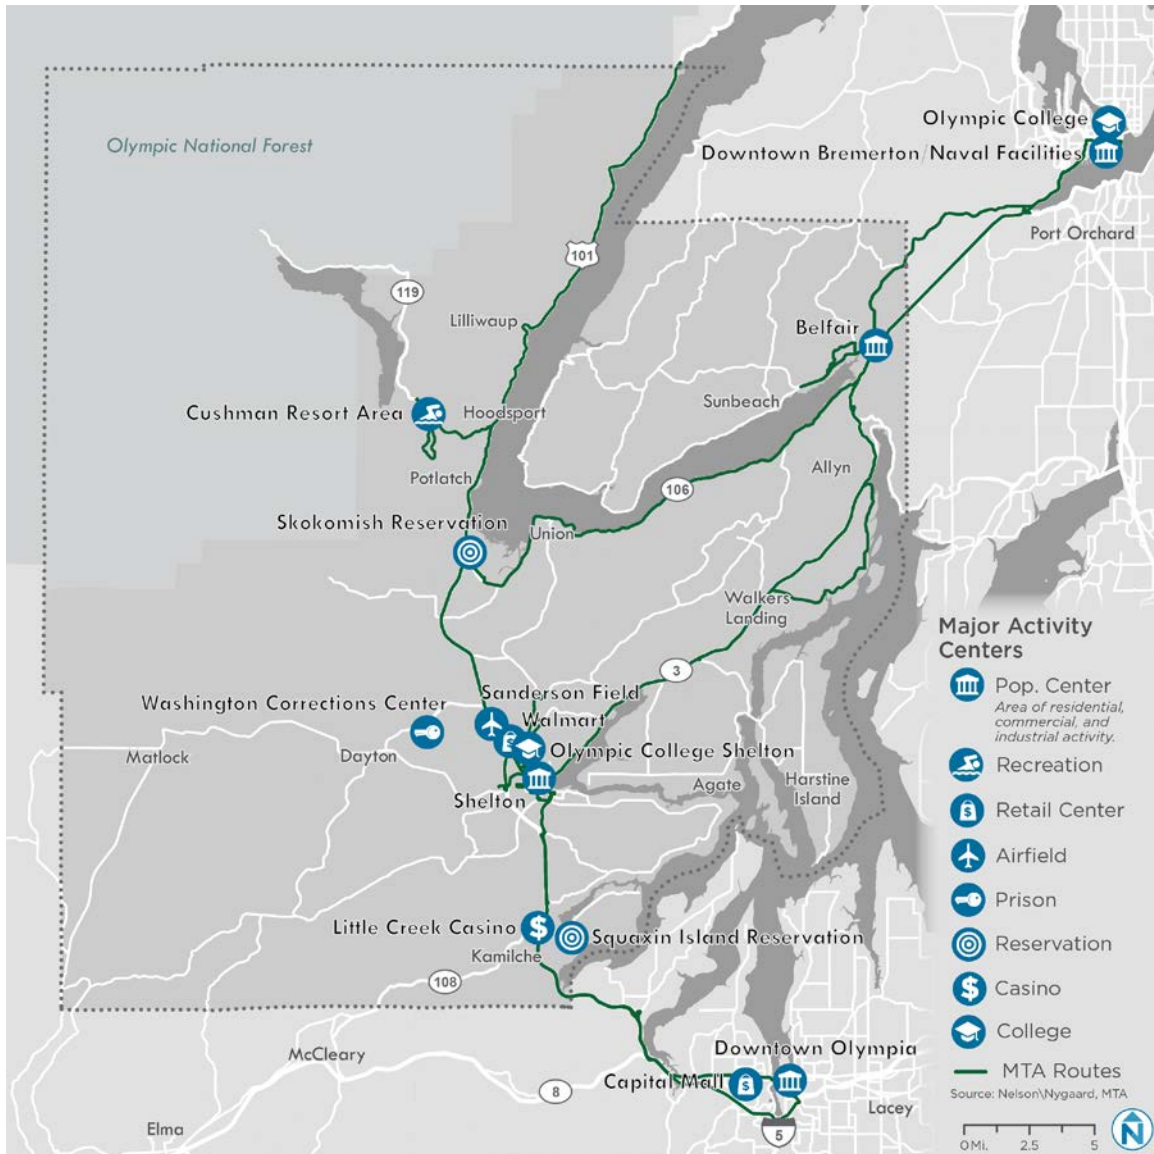 Olympic National Forest
Olympic College
Downtown Bremerton/Naval Facilities
Port Orchard
101
119
Lilliwaup
Belfair
Cushman Resort Area
Hoodsport
Sunbeach
Potlatch
Allyn
106
Skokomish Reservation
Union
Walkers
Landing
3
Sanderson Field
Washington Corrections Center
Walmart
Matlock
Dayton
Olympic College Shelton
Agate
Harstine
Island
Shelton
Little Creek Casino
Squaxin Island Reservation
Kamilche
108
McCleary
Downtown Olympia
Capital Mall
8
Lacey
Elma
5
Major Activity
Centers
Pop. Center
Area of residential,
commercial, and
industrial activity.
Recreation
Retail Center
Airfield
Prison
Reservation
$ Casino
College
MTA Routes
Source: Nelson\Nygaard, MTA
0Mi. 2.5 5
N